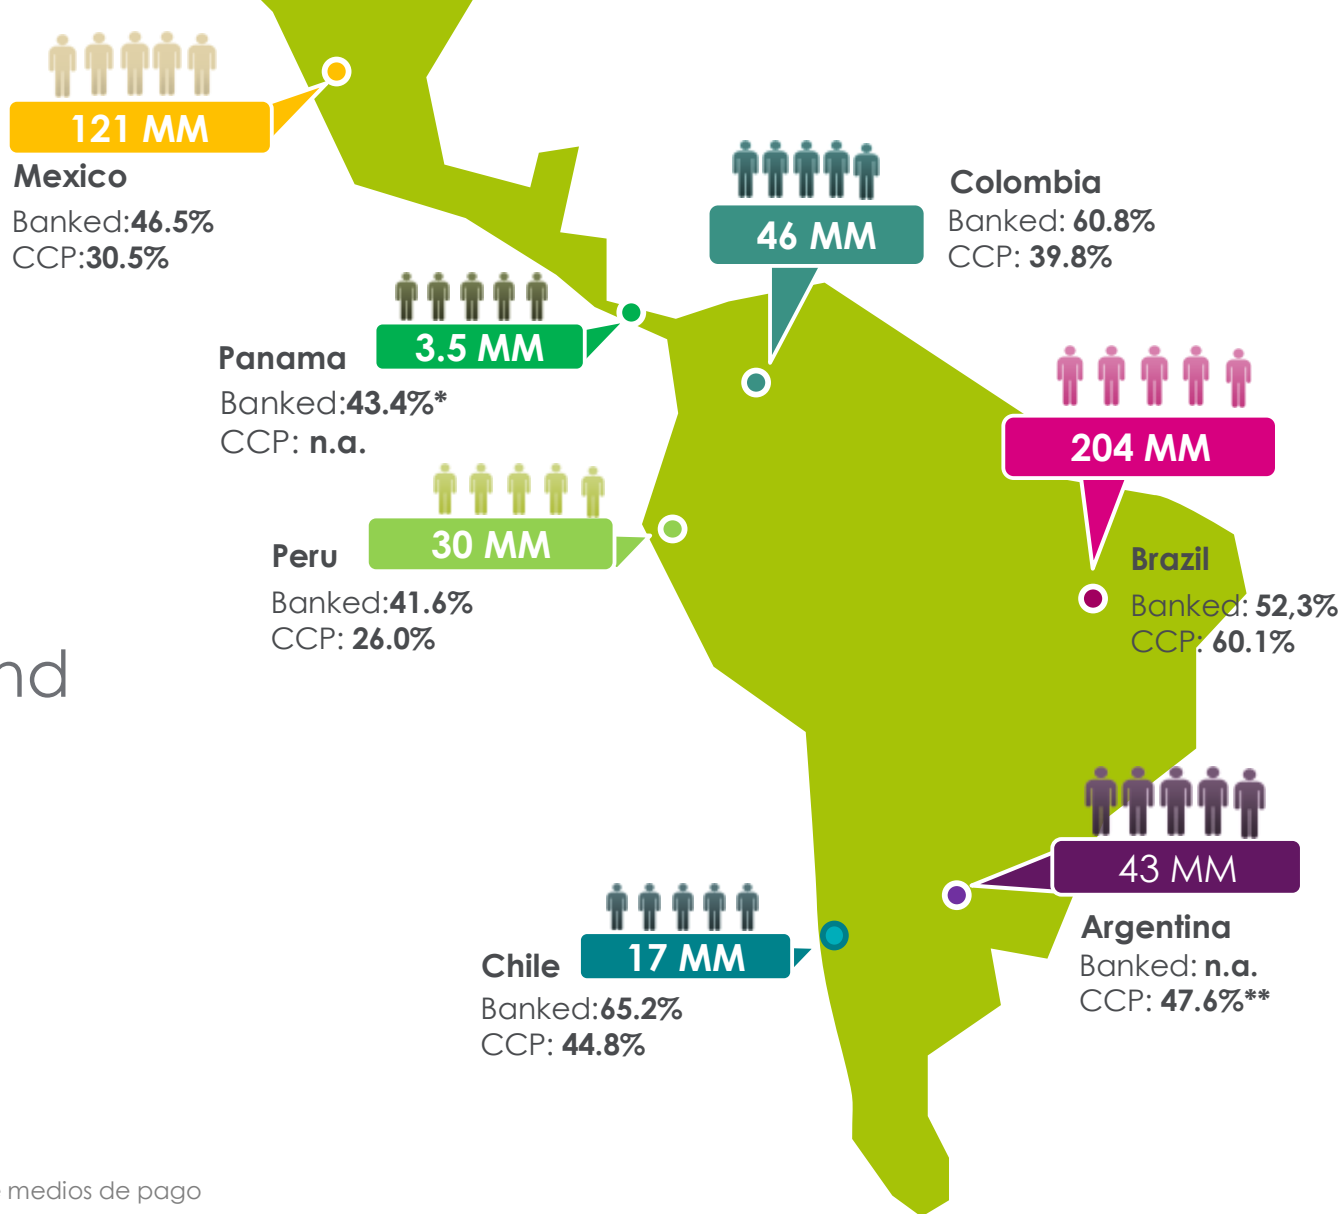 121 MM
Mexico
Banked:46.5%
CCP:30.5%
46 MM
Colombia
Banked: 60.8%
CCP: 39.8%
3.5 MM
Panama
Banked:43.4%*
CCP: n.a.
204 MM
Brazil
Banked: 52,3%
CCP: 60.1%
30 MM
Peru
Banked:41.6%
CCP: 26.0%
nd
43 MM
Argentina
Banked: n.a.
CCP: 47.6%**
17 MM
Chile
Banked:65.2%
CCP: 44.8%
medios de pago